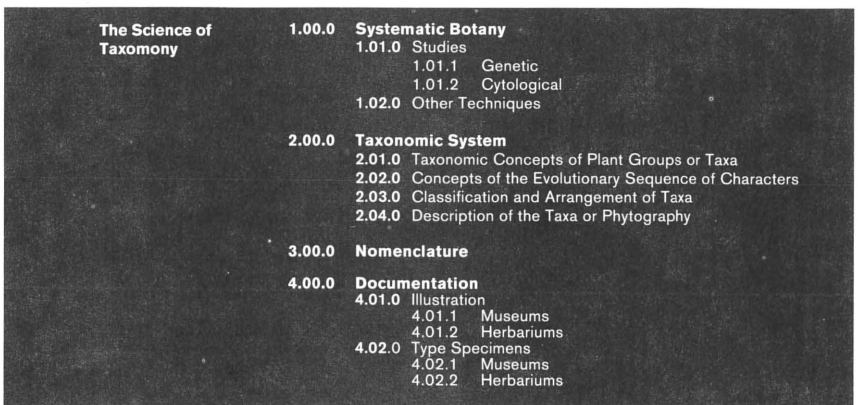 The Science of
Taxomony
1.00.0 Systematic Botany
1.01.0 Studies
1.01.1 Genetic
1.01.2 Cytological
1.02.0 Other Techniques
2.00.0 Taxonomic System
2.01.0 Taxonomic Concepts of Plant Groups or Taxa
2.02.0 Concepts of the Evolutionary Sequence of Characters
2.03.0 Classification and Arrangement of Taxa
2.04.0 Description of the Taxa or Phytography
3.00.0 Nomenclature
4.00.0 Documentation
4.01.0 Illustration
4.01.1 Museums
4.01.2 Herbariums
4.02.0 Type Specimens
4.02.1 Museums
4.02.2 Herbariums